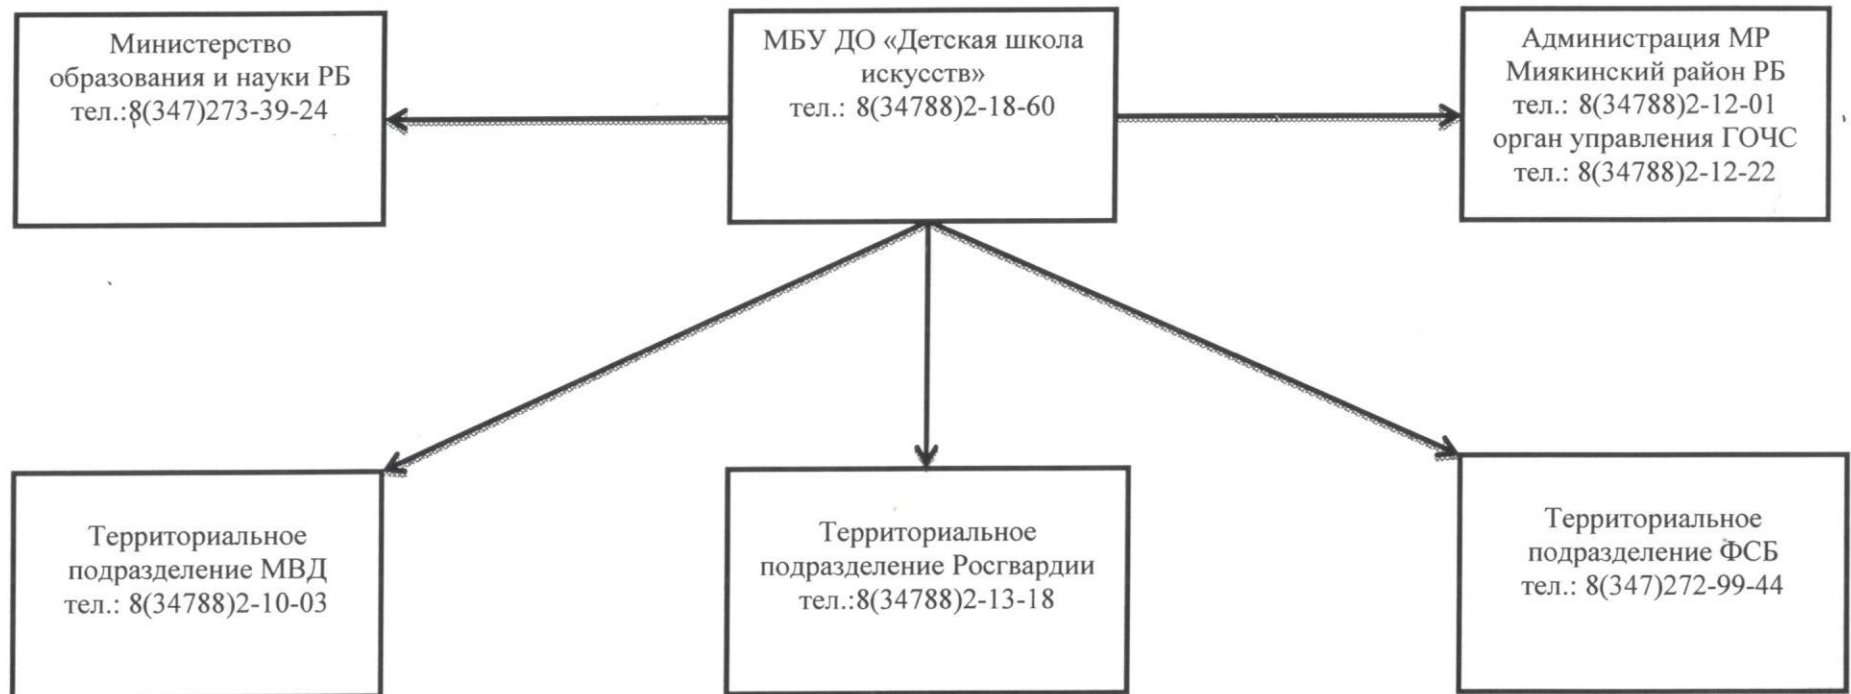 Министерство
образования и науки РБ
тел.:8(347)273-39-24
МБУ ДО «Детская школа
искусств»
тел.: 8(34788)2-18-60
Администрация МР
Миякинский район РБ
тел.: 8(34788)2-12-01
орган управления ГОЧС
тел.: 8(34788)2-12-22
Территориальное
подразделение МВД
тел.: 8(34788)2-10-03
Территориальное
подразделение Росгвардии
тел.:8(34788)2-13-18
Территориальное
подразделение ФСБ
тел.: 8(347)272-99-44